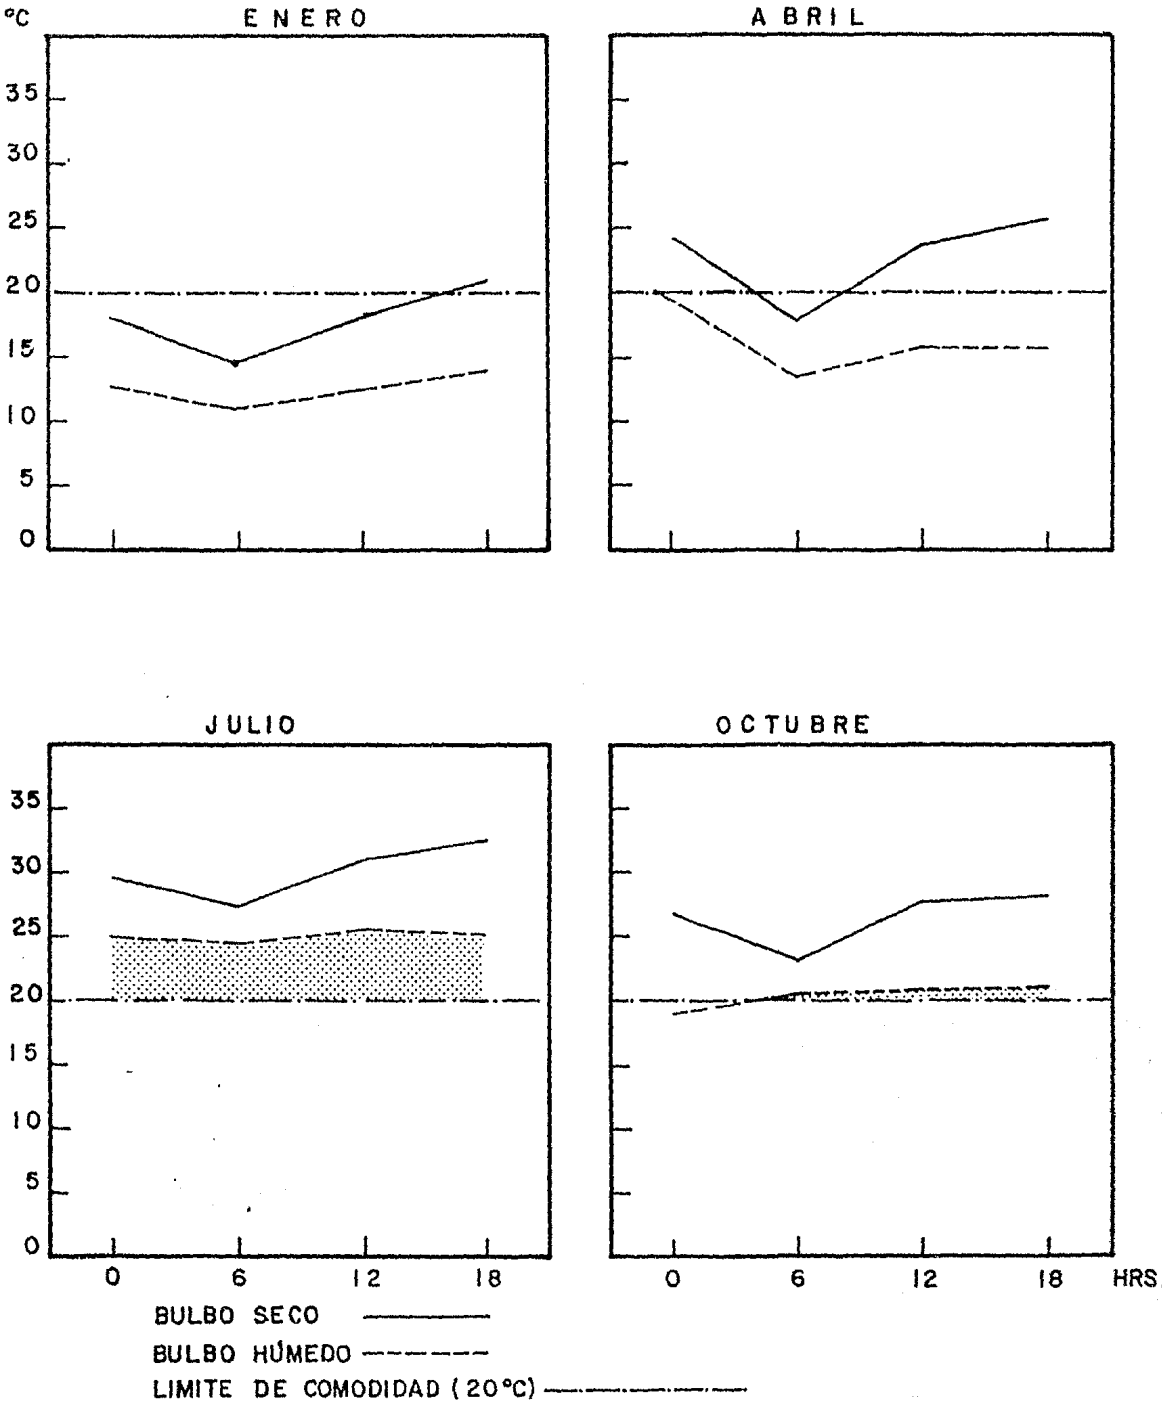 °C ENERO ABRIL
35
30
25
20
15
10
5
0
JULIO OCTUBRE
35
30
25
20
15
10
5
0
0 6 12 18 0 6 12 18 HRS.
BULBO SECO
BULBO HÚMEDO
LIMITE DE COMODIDAD (20°C)